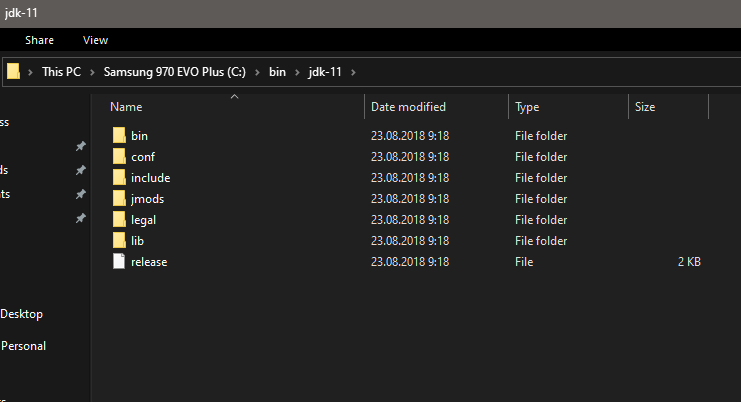 jdk-11
Share View
This PC > Samsung 970 EVO Plus (C:) > bin > jdk-11 >
Name Date modified Type Size
bin 23.08.2018 9:18 File folder
conf 23.08.2018 9:18 File folder
include 23.08.2018 9:18 File folder
jmods 23.08.2018 9:18 File folder
legal 23.08.2018 9:18 File folder
lib 23.08.2018 9:18 File folder
release 23.08.2018 9:18 File 2 KB
ss
ds
nts
Desktop
Personal